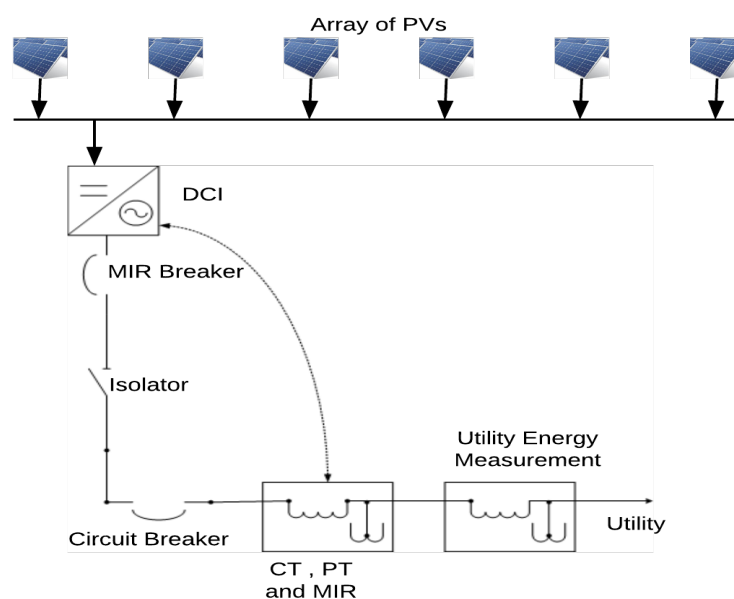 Array of PVs
DCI
MIR Breaker
Isolator
Utility Energy
Measurement
Utility
Circuit Breaker
CT , PT
and MIR